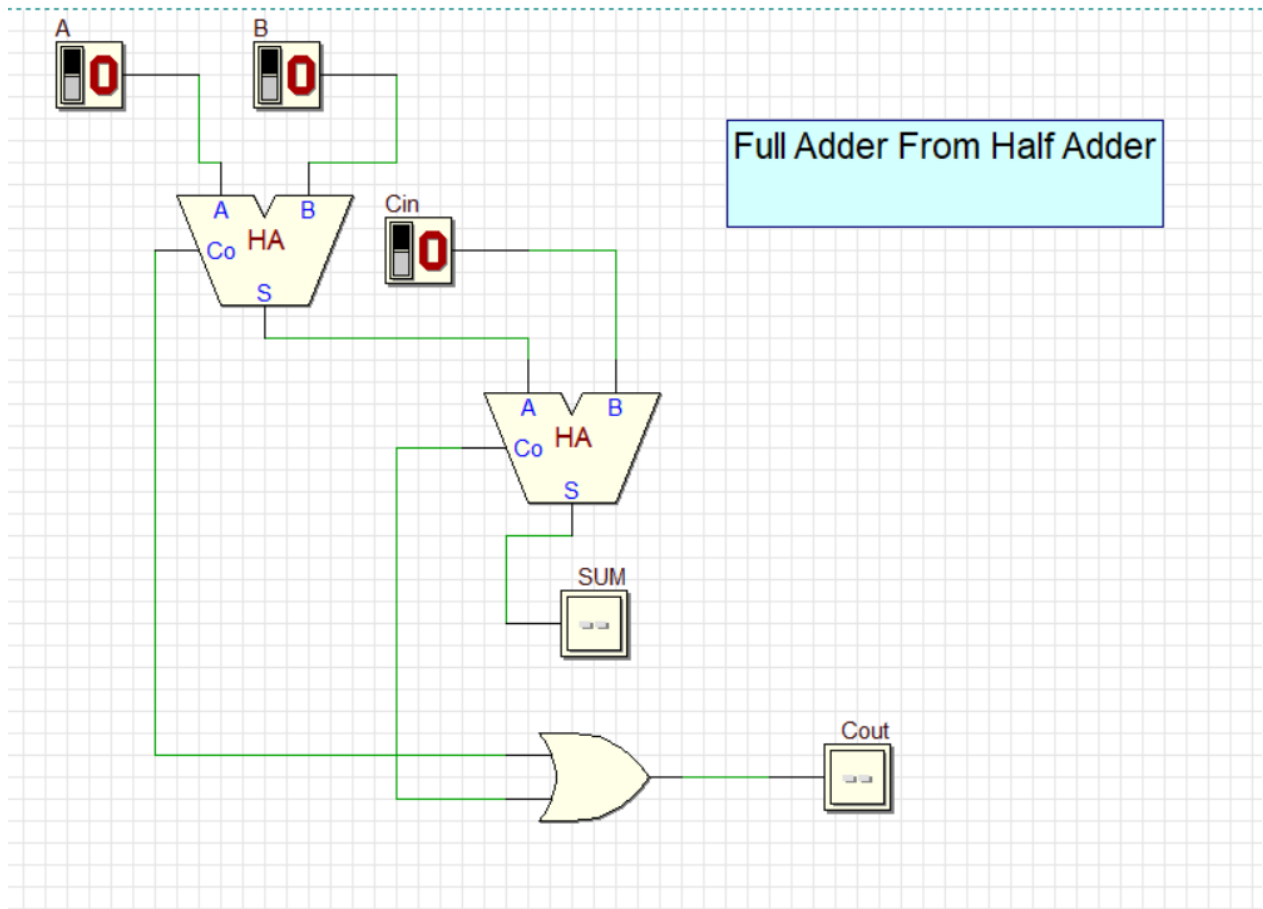 A
B
0
0
Full Adder From Half Adder
A
B
Cin
Co
HA
0
S
A
B
Co
HA
S
SUM
--
Cout
--